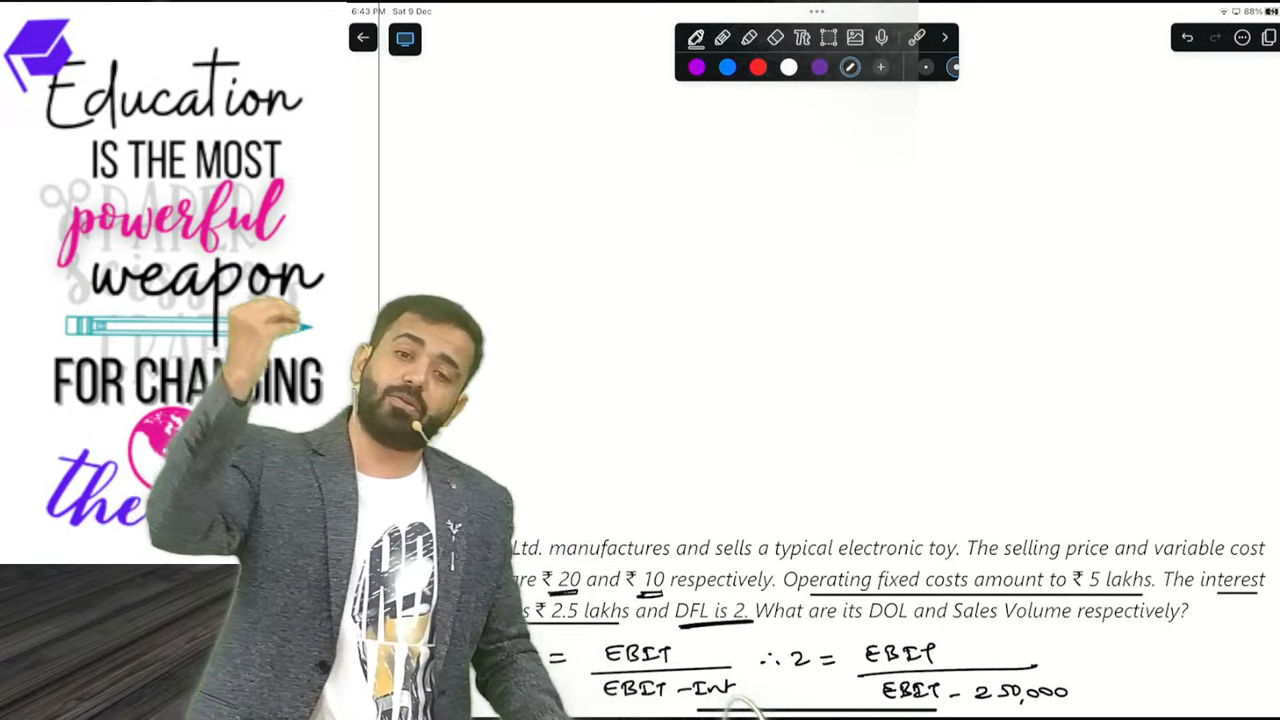 6:43 PM Sat 9 Dec
88%
Education
IS THE MOST
powerful
weapon
FOR CHANGING
the
Ltd. manufactures and sells a typical electronic toy. The selling price and variable cost
re ₹ 20 and ₹ 10 respectively. Operating fixed costs amount to ₹ 5 lakhs. The interest
s ₹ 2.5 lakhs and DFL is 2. What are its DOL and Sales Volume respectively?
= EBIT / EBIT - Int ∴ 2 = EBIT / EBIT - 250,000